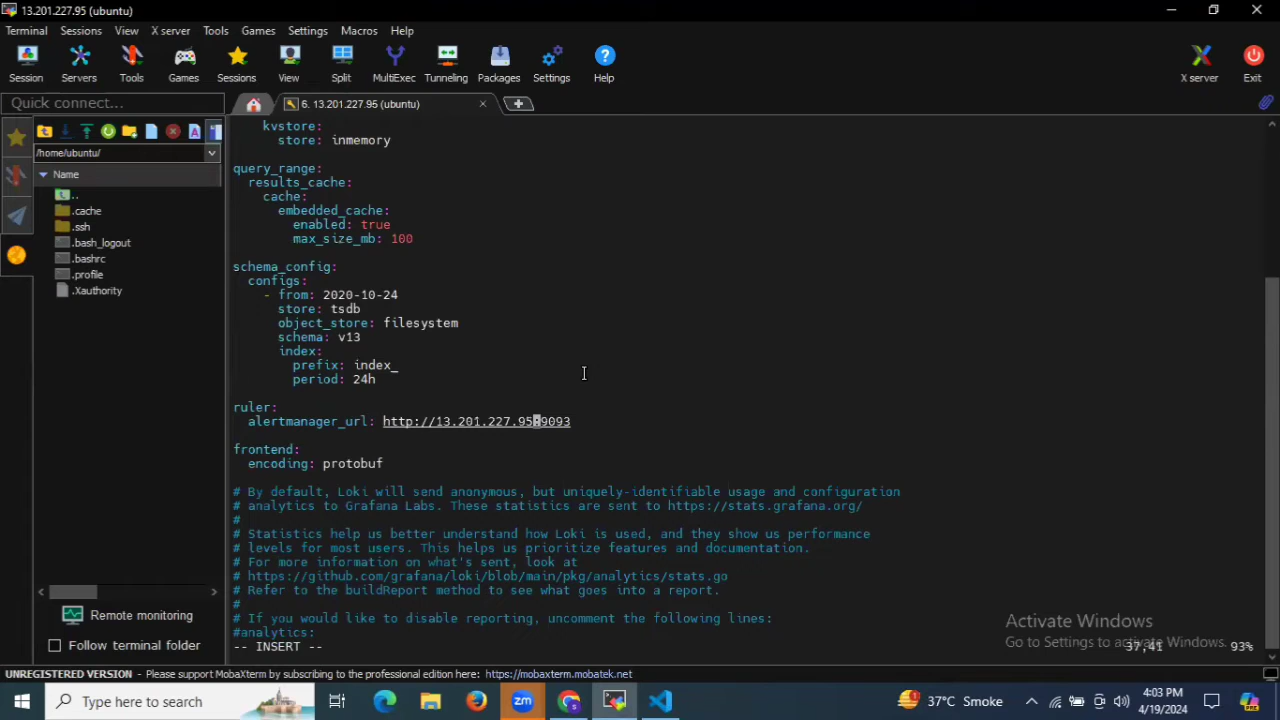 13.201.227.95 (ubuntu)
Terminal Sessions View X server Tools Games Settings Macros Help
Session Servers Tools Games Sessions View Split MultiExec Tunneling Packages Settings Help X server Exit
Quick connect...
6. 13.201.227.95 (ubuntu)
/home/ubuntu/
Name
..
.cache
.ssh
.bash_logout
.bashrc
.profile
.Xauthority
kvstore:
store: inmemory
query_range:
results_cache:
cache:
embedded_cache:
enabled: true
max_size_mb: 100
schema_config:
configs:
- from: 2020-10-24
store: tsdb
object_store: filesystem
schema: v13
index:
prefix: index_
period: 24h
ruler:
alertmanager_url: http://13.201.227.95:9093
frontend:
encoding: protobuf
# By default, Loki will send anonymous, but uniquely-identifiable usage and configuration
# analytics to Grafana Labs. These statistics are sent to https://stats.grafana.org/
#
# Statistics help us better understand how Loki is used, and they show us performance
# levels for most users. This helps us prioritize features and documentation.
# For more information on what's sent, look at
# https://github.com/grafana/loki/blob/main/pkg/analytics/stats.go
# Refer to the buildReport method to see what goes into a report.
#
# If you would like to disable reporting, uncomment the following lines:
#analytics:
-- INSERT --
37,41
93%
Remote monitoring
Follow terminal folder
Activate Windows
Go to Settings to activate Windows.
UNREGISTERED VERSION - Please support MobaXterm by subscribing to the professional edition here: https://mobaxterm.mobatek.net
Type here to search
zm
37°C Smoke
4:03 PM
4/19/2024